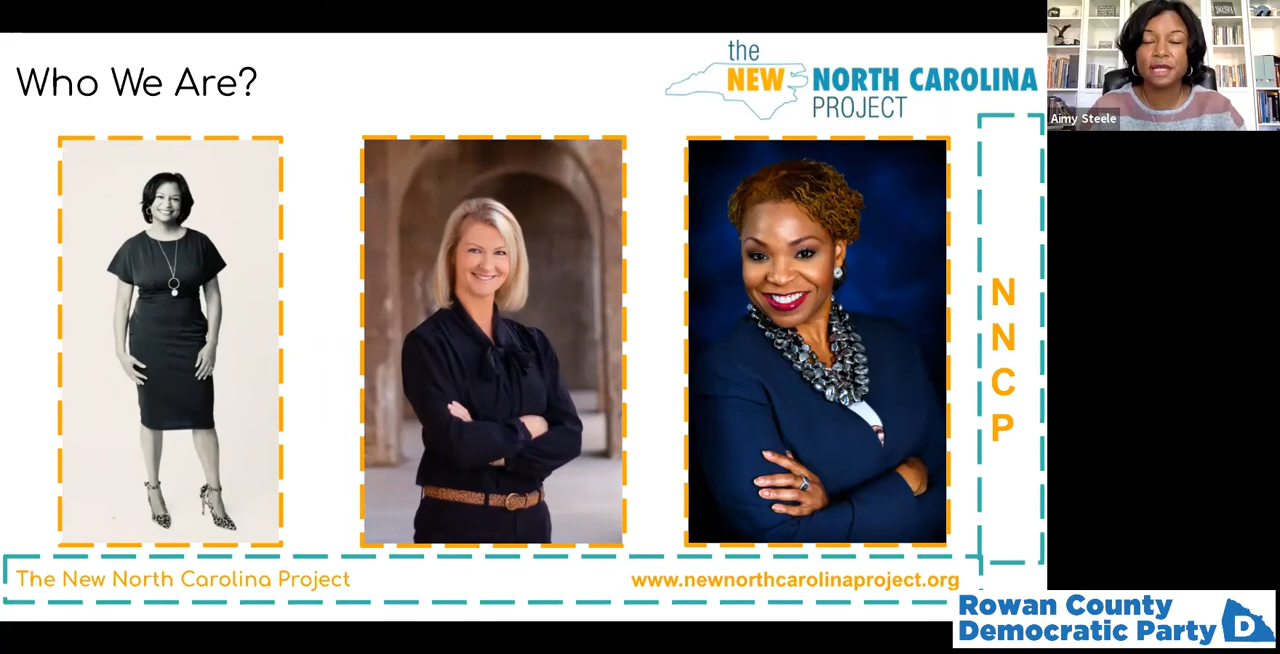 Who We Are?
the
NEW NORTH CAROLINA
PROJECT
Aimy Steele
N
N
C
P
The New North Carolina Project
www.newnorthcarolinaproject.org
Rowan County
Democratic Party D